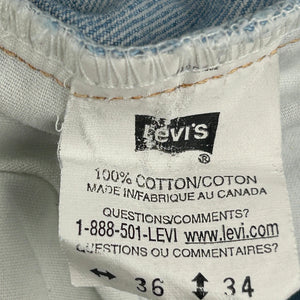 Levi's
®
100% COTTON/COTON
MADE IN/FABRIQUE AU CANADA
QUESTIONS/COMMENTS?
1-888-501-LEVI www.levi.com
QUESTIONS OU COMMENTAIRES?
↔ 36 ↕ 34